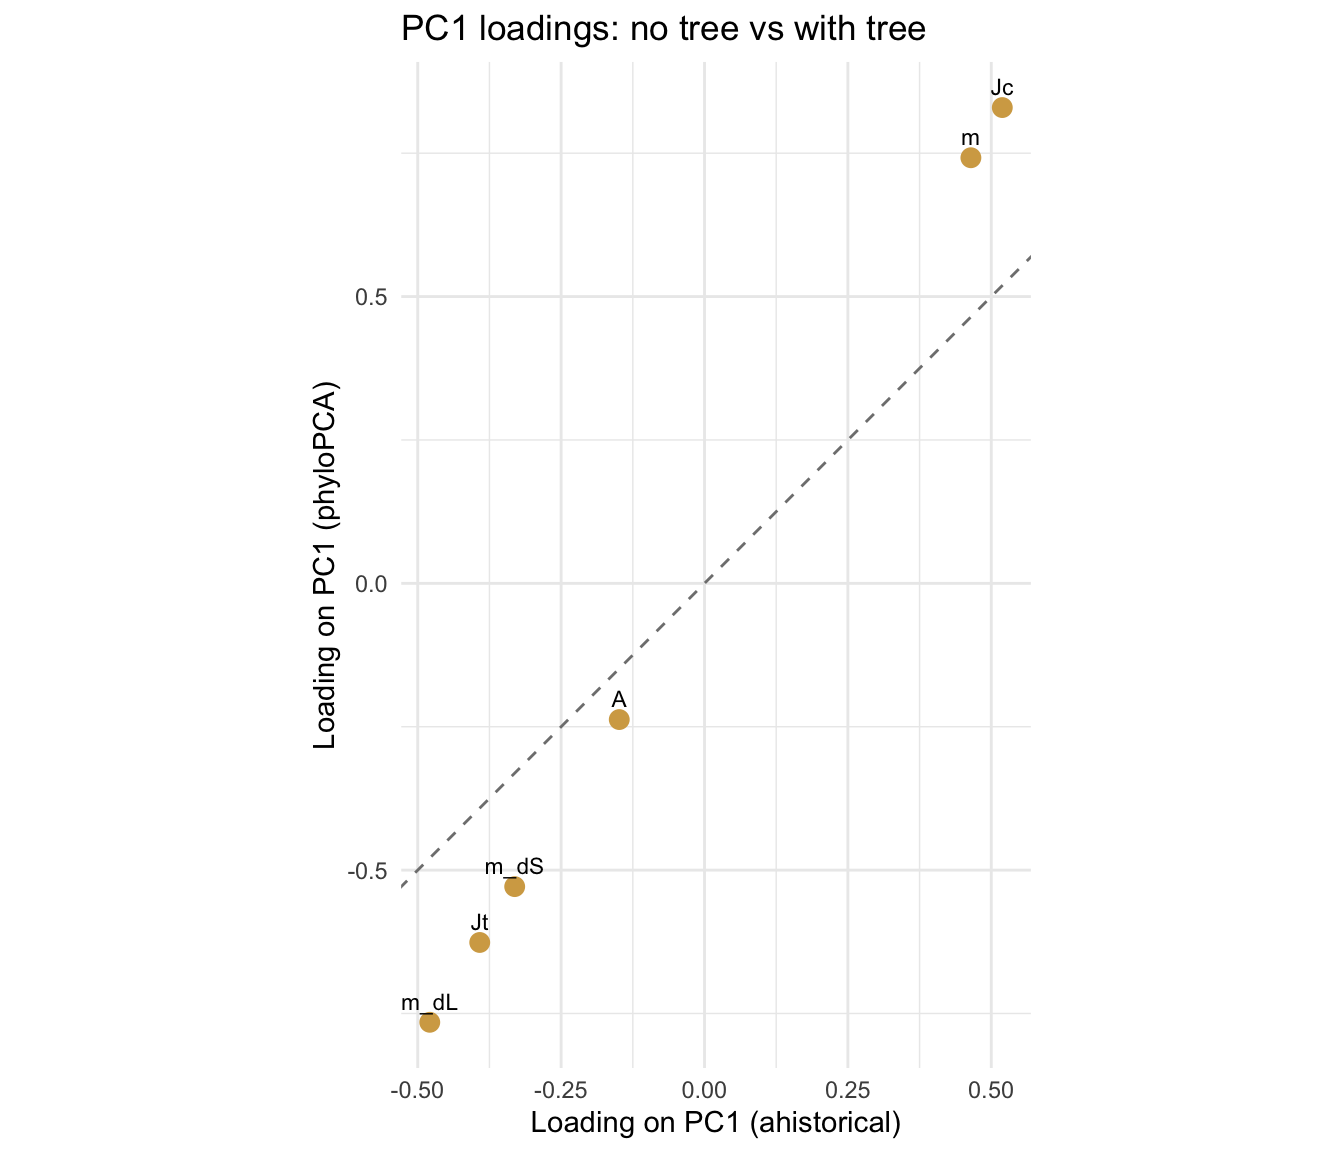 PC1 loadings: no tree vs with tree
Jc
m
0.5
Loading on PC1 (phyloPCA)
0.0
A
-0.5
m_dS
Jt
m_dL
-0.50 -0.25 0.00 0.25 0.50
Loading on PC1 (ahistorical)